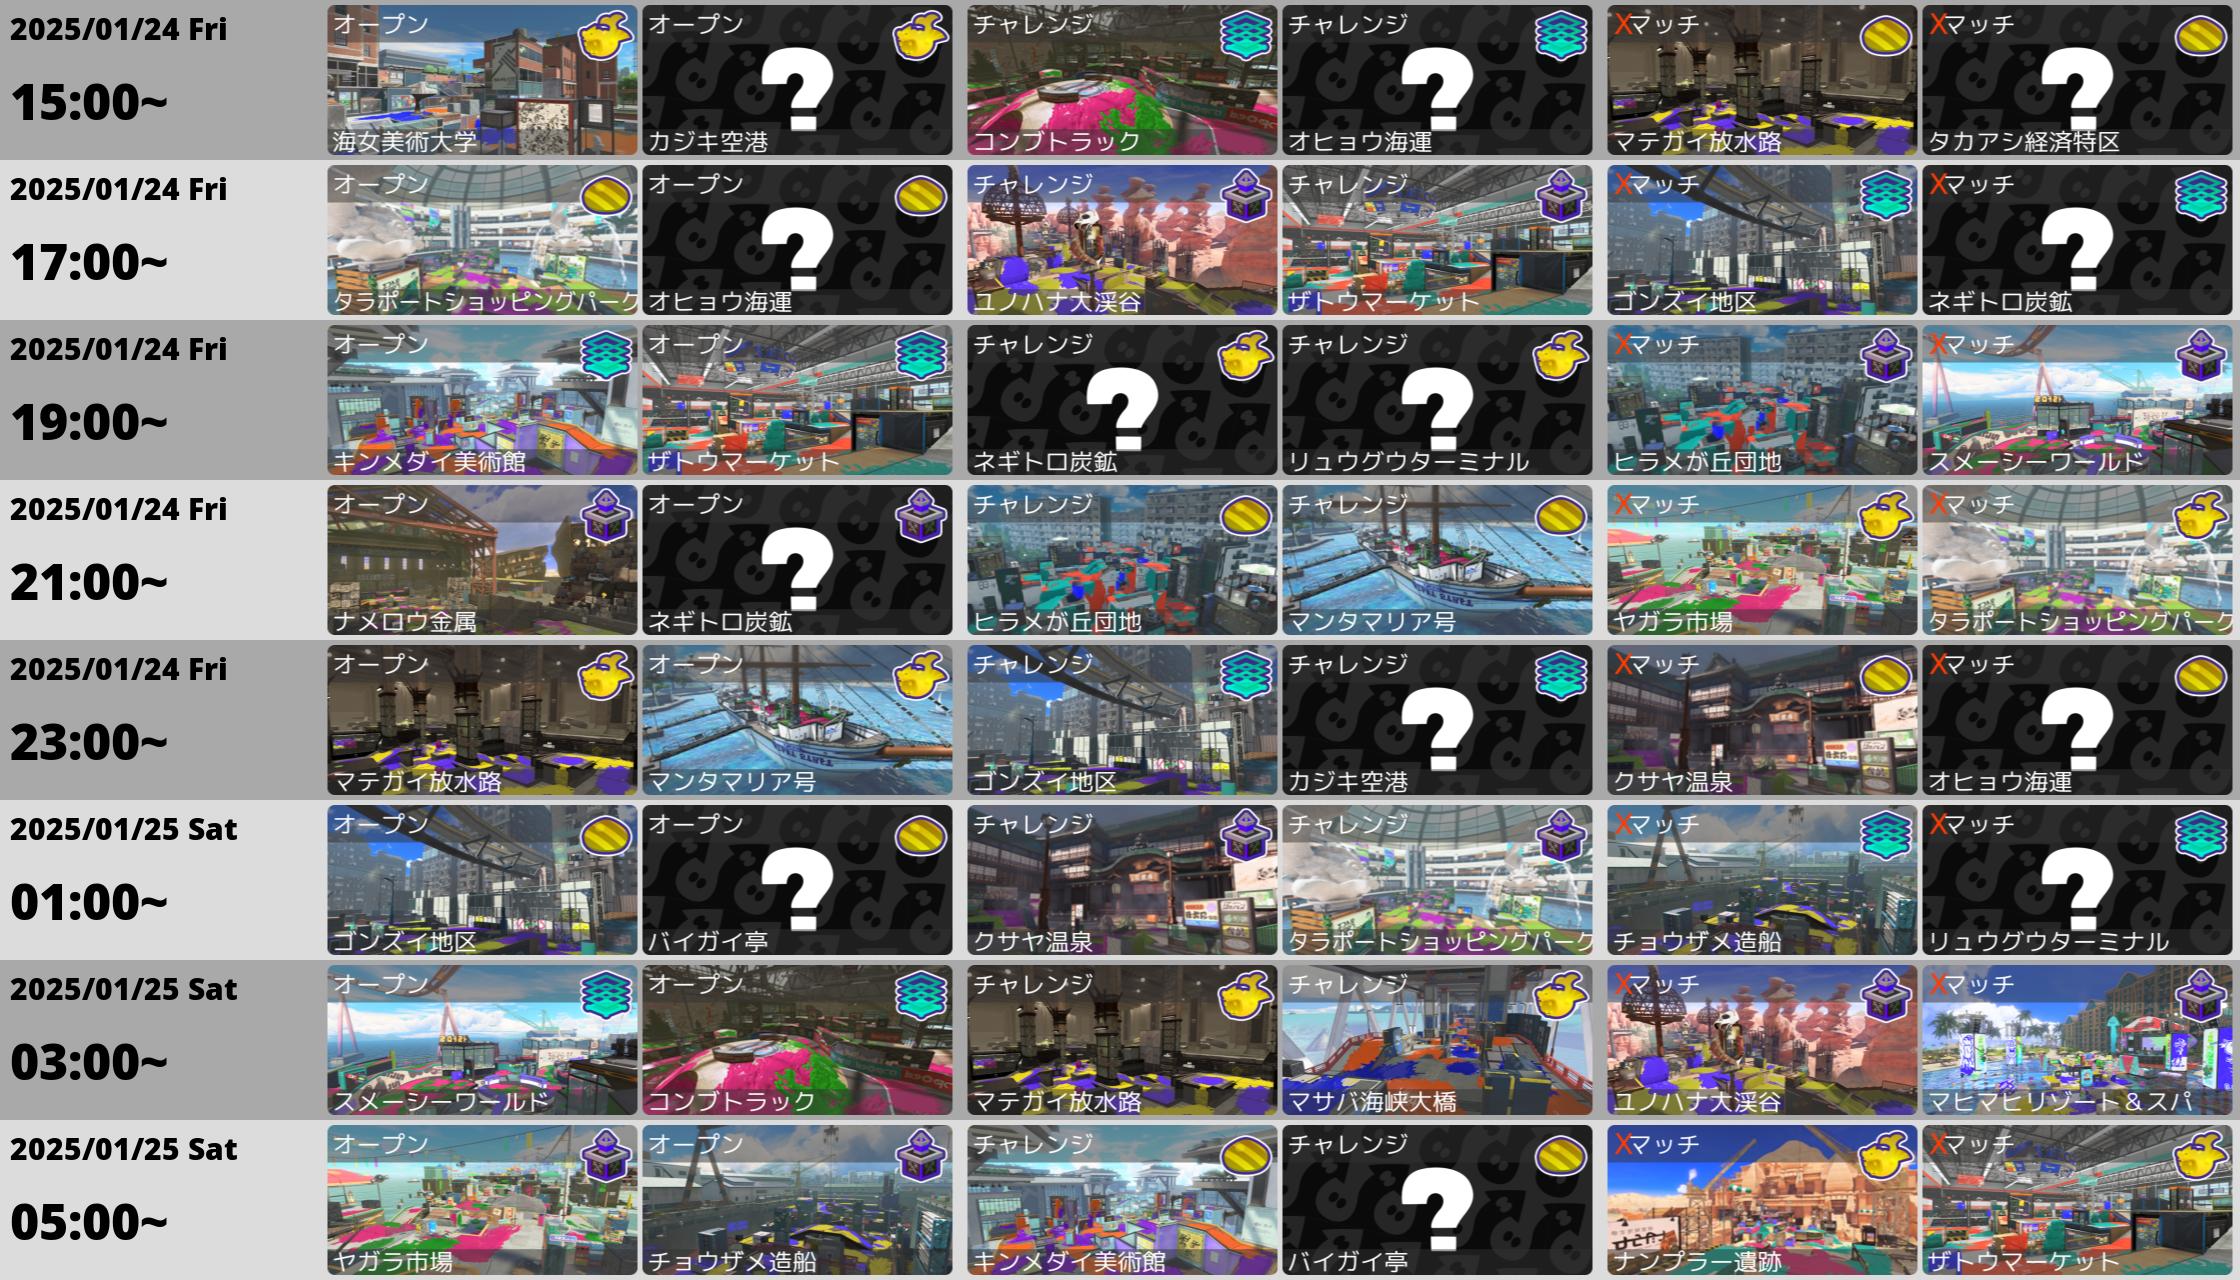 2025/01/24 Fri
15:00~
オープン
海女美術大学
オープン
カジキ空港
チャレンジ
コンブトラック
チャレンジ
オヒョウ海運
Xマッチ
マテガイ放水路
Xマッチ
タカアシ経済特区
2025/01/24 Fri
17:00~
オープン
タラポートショッピングパーク
オープン
オヒョウ海運
チャレンジ
ユノハナ大渓谷
チャレンジ
ザトウマーケット
Xマッチ
ゴンズイ地区
Xマッチ
ネギトロ炭鉱
2025/01/24 Fri
19:00~
オープン
キンメダイ美術館
オープン
ザトウマーケット
チャレンジ
ネギトロ炭鉱
チャレンジ
リュウグウターミナル
Xマッチ
ヒラメが丘団地
Xマッチ
スメーシーワールド
2025/01/24 Fri
21:00~
オープン
ナメロウ金属
オープン
ネギトロ炭鉱
チャレンジ
ヒラメが丘団地
チャレンジ
マンタマリア号
Xマッチ
ヤガラ市場
Xマッチ
タラポートショッピングパーク
2025/01/24 Fri
23:00~
オープン
マテガイ放水路
オープン
マンタマリア号
チャレンジ
ゴンズイ地区
チャレンジ
カジキ空港
Xマッチ
クサヤ温泉
Xマッチ
オヒョウ海運
2025/01/25 Sat
01:00~
オープン
ゴンズイ地区
オープン
バイガイ亭
チャレンジ
クサヤ温泉
チャレンジ
タラポートショッピングパーク
Xマッチ
チョウザメ造船
Xマッチ
リュウグウターミナル
2025/01/25 Sat
03:00~
オープン
スメーシーワールド
オープン
コンブトラック
チャレンジ
マテガイ放水路
チャレンジ
マサバ海峡大橋
Xマッチ
ユノハナ大渓谷
Xマッチ
マヒマヒリゾート＆スパ
2025/01/25 Sat
05:00~
オープン
ヤガラ市場
オープン
チョウザメ造船
チャレンジ
キンメダイ美術館
チャレンジ
バイガイ亭
Xマッチ
ナンプラー遺跡
Xマッチ
ザトウマーケット